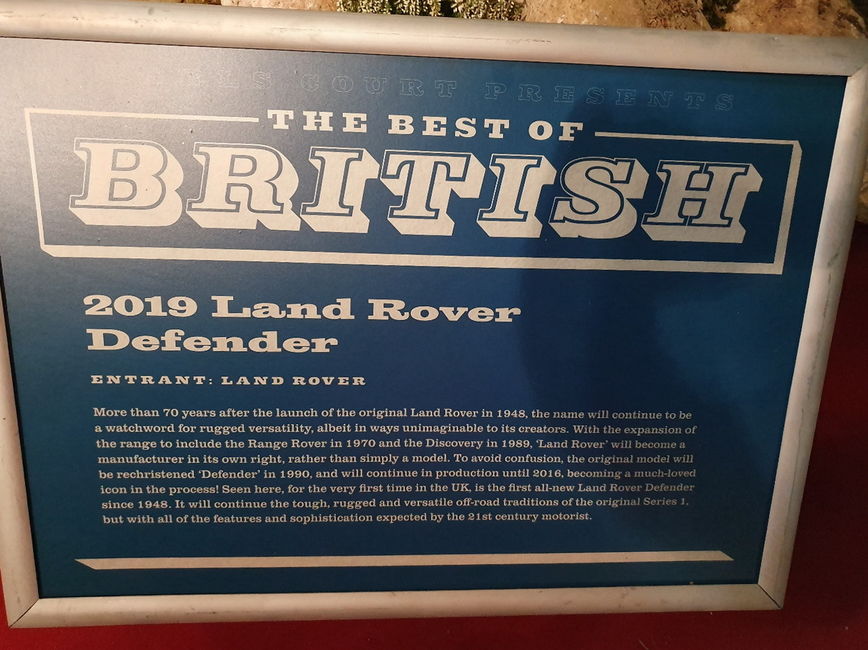 EARLS COURT PRESENTS
THE BEST OF
BRITISH
2019 Land Rover
Defender
ENTRANT: LAND ROVER
More than 70 years after the launch of the original Land Rover in 1948, the name will continue to be
a watchword for rugged versatility, albeit in ways unimaginable to its creators. With the expansion of
the range to include the Range Rover in 1970 and the Discovery in 1989, ‘Land Rover’ will become a
manufacturer in its own right, rather than simply a model. To avoid confusion, the original model will
be rechristened ‘Defender’ in 1990, and will continue in production until 2016, becoming a much-loved
icon in the process! Seen here, for the very first time in the UK, is the first all-new Land Rover Defender
since 1948. It will continue the tough, rugged and versatile off-road traditions of the original Series 1,
but with all of the features and sophistication expected by the 21st century motorist.